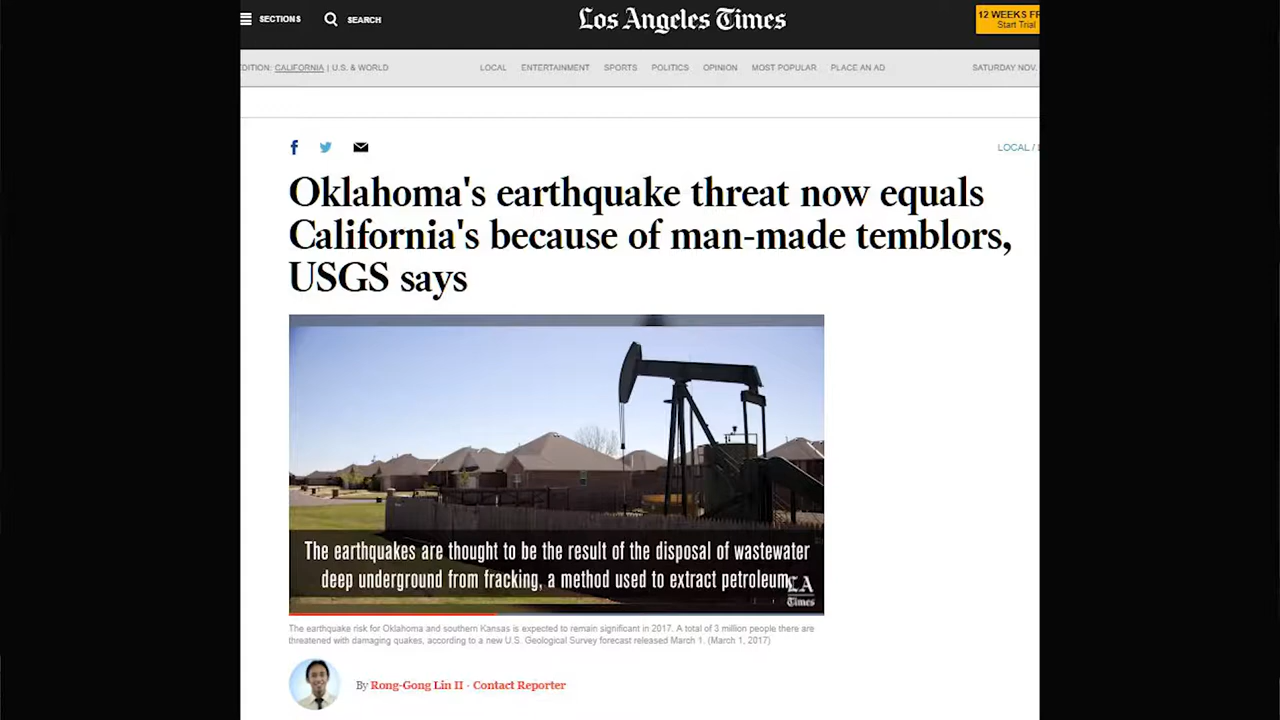 SECTIONS SEARCH Los Angeles Times 12 WEEKS
Start Trial
CALIFORNIA | U.S. & WORLD LOCAL ENTERTAINMENT SPORTS POLITICS OPINION MOST POPULAR PLACE AN AD SATURDAY NOV.
LOCAL /
Oklahoma's earthquake threat now equals
California's because of man-made temblors,
USGS says
The earthquakes are thought to be the result of the disposal of wastewater
deep underground from fracking, a method used to extract petroleum.
LA
Times
The earthquake risk for Oklahoma and southern Kansas is expected to remain significant in 2017. A total of 3 million people there are
threatened with damaging quakes, according to a new U.S. Geological Survey forecast released March 1. (March 1, 2017)
By Rong-Gong Lin II · Contact Reporter